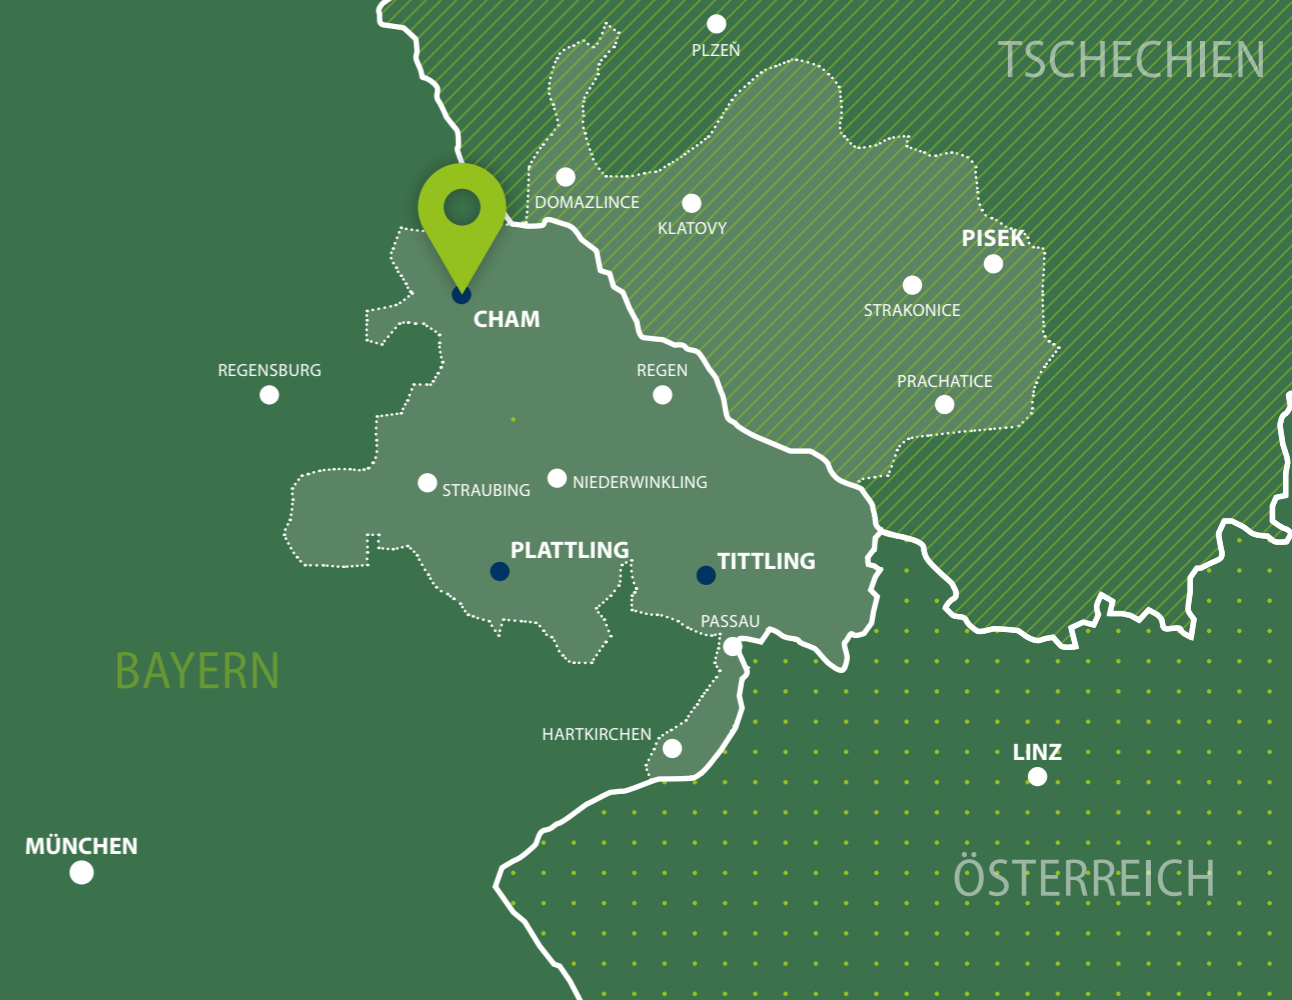 PLZEŇ
TSCHECHIEN
DOMAZLINCE
KLATOVY
PISEK
STRAKONICE
CHAM
REGENSBURG
REGEN
PRACHATICE
STRAUBING
NIEDERWINKLING
PLATTLING
TITTLING
PASSAU
BAYERN
HARTKIRCHEN
LINZ
MÜNCHEN
ÖSTERREICH